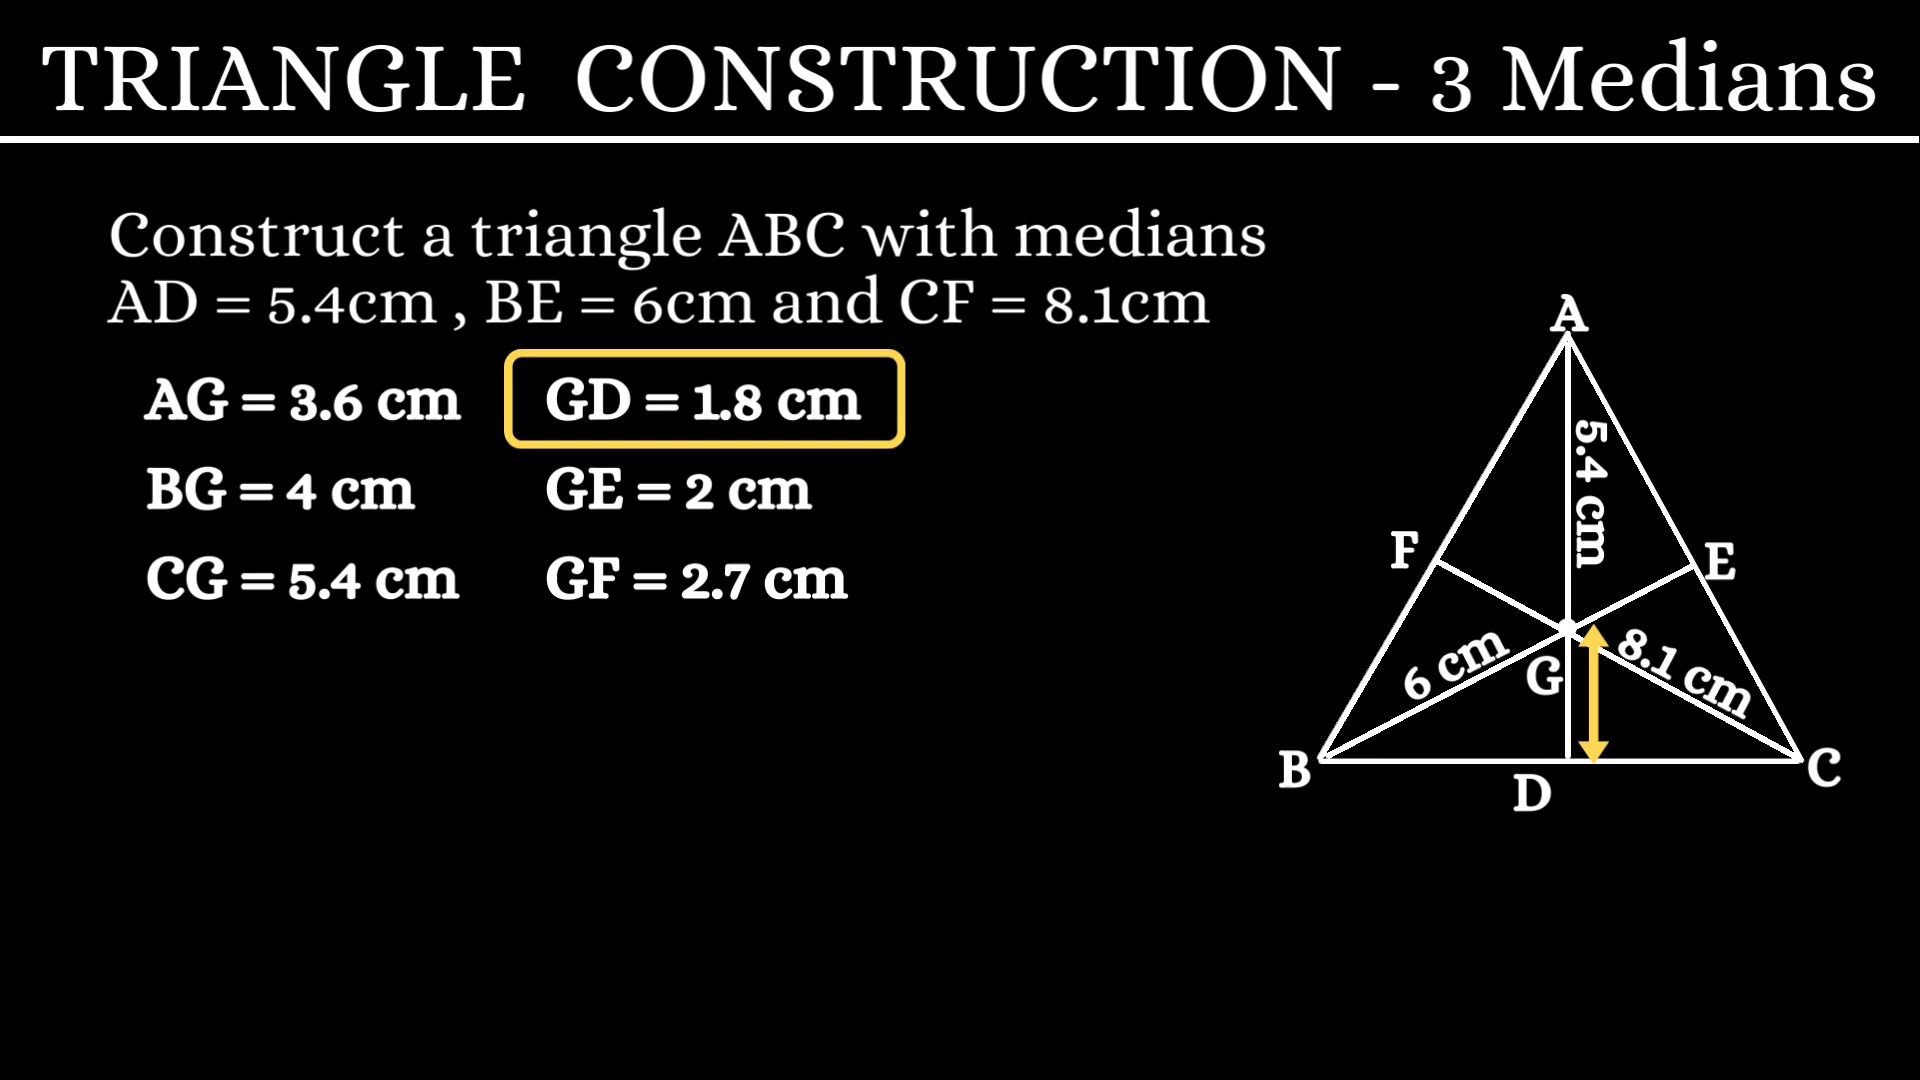 TRIANGLE CONSTRUCTION - 3 Medians
Construct a triangle ABC with medians
AD = 5.4cm , BE = 6cm and CF = 8.1cm
AG = 3.6 cm GD = 1.8 cm
BG = 4 cm GE = 2 cm
CG = 5.4 cm GF = 2.7 cm
A
5.4 cm
F
E
6 cm
G
8.1 cm
B
D
C